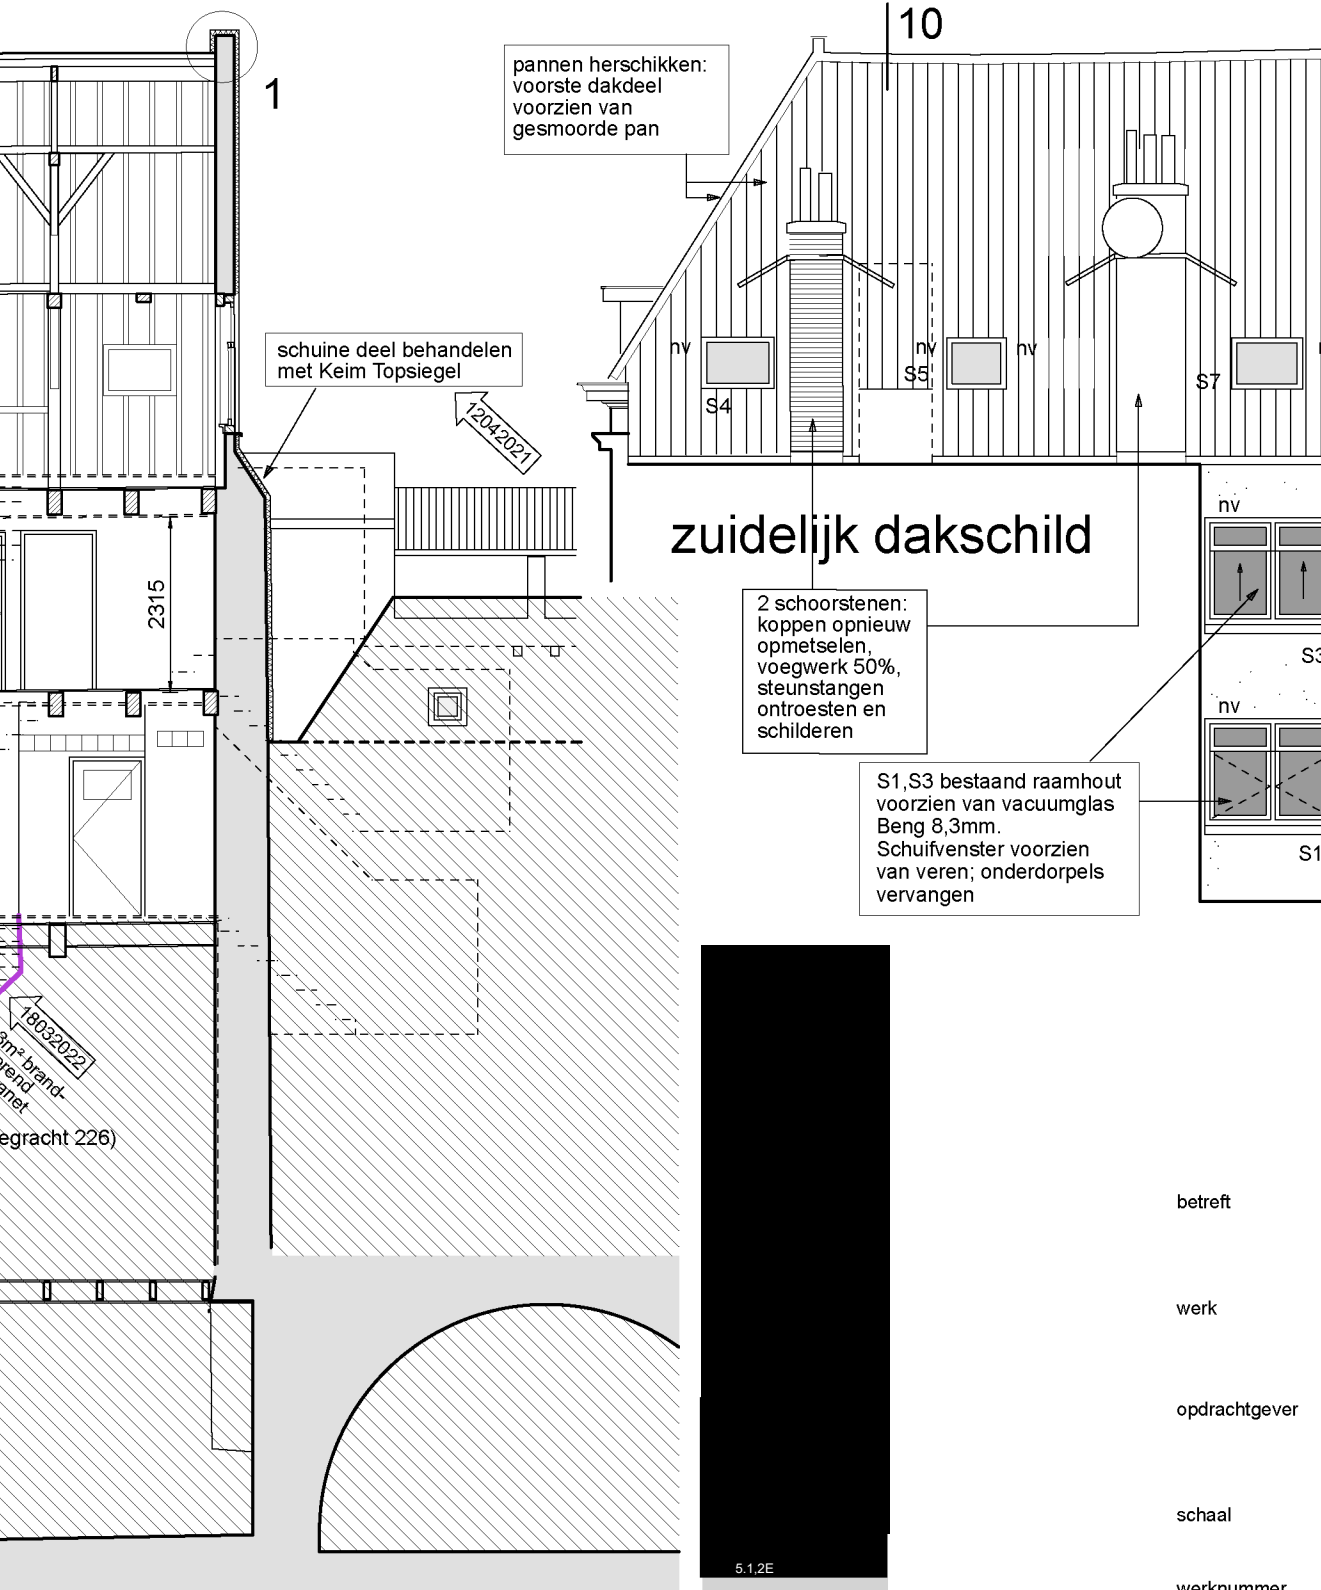 10
pannen herschikken:
voorste dakdeel
voorzien van
gesmoorde pan
1
schuine deel behandelen
met Keim Topsiegel
12042021
nv
nv
nv
S4
S5
S7
zuidelijk dakschild
nv
S3
2315
2 schoorstenen:
koppen opnieuw
opmetselen,
voegwerk 50%,
steunstangen
ontroesten en
schilderen
nv
S1
S1,S3 bestaand raamhout
voorzien van vacuumglas
Beng 8,3mm.
Schuifvenster voorzien
van veren; onderdorpels
vervangen
18032022
3m² brand-
egracht 226)
betreft
werk
opdrachtgever
schaal
werknummer
5.1,2E